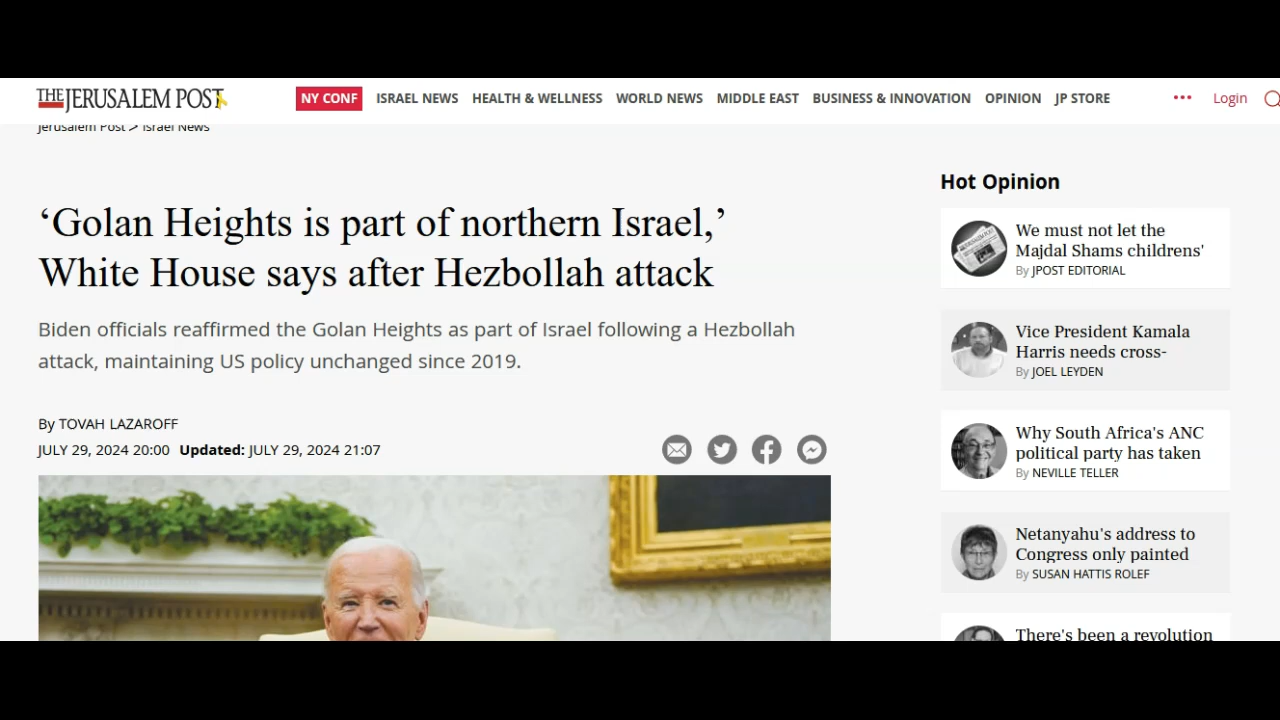 THE JERUSALEM POST
NY CONF ISRAEL NEWS HEALTH & WELLNESS WORLD NEWS MIDDLE EAST BUSINESS & INNOVATION OPINION JP STORE ••• Login
Jerusalem Post > Israel News
‘Golan Heights is part of northern Israel,’
White House says after Hezbollah attack
Biden officials reaffirmed the Golan Heights as part of Israel following a Hezbollah
attack, maintaining US policy unchanged since 2019.
By TOVAH LAZAROFF
JULY 29, 2024 20:00 Updated: JULY 29, 2024 21:07
Hot Opinion
We must not let the
Majdal Shams childrens'
By JPOST EDITORIAL
Vice President Kamala
Harris needs cross-
By JOEL LEYDEN
Why South Africa's ANC
political party has taken
By NEVILLE TELLER
Netanyahu's address to
Congress only painted
By SUSAN HATTIS ROLEF
There's been a revolution